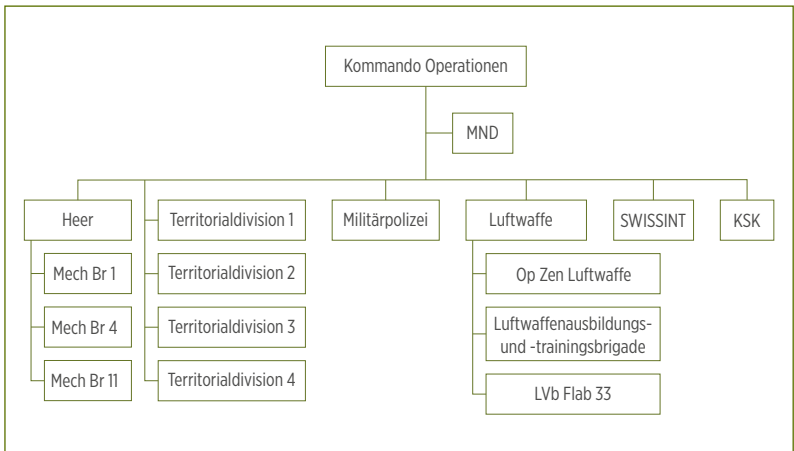 Kommando Operationen
MND
Heer
Territorialdivision 1
Militärpolizei
Luftwaffe
SWISSINT
KSK
Mech Br 1
Territorialdivision 2
Op Zen Luftwaffe
Mech Br 4
Territorialdivision 3
Luftwaffenausbildungs-
und -trainingsbrigade
Mech Br 11
Territorialdivision 4
LVb Flab 33